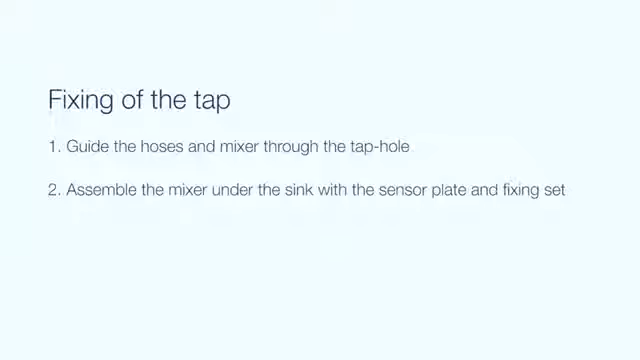 Fixing of the tap
1. Guide the hoses and mixer through the tap-hole
2. Assemble the mixer under the sink with the sensor plate and fixing set